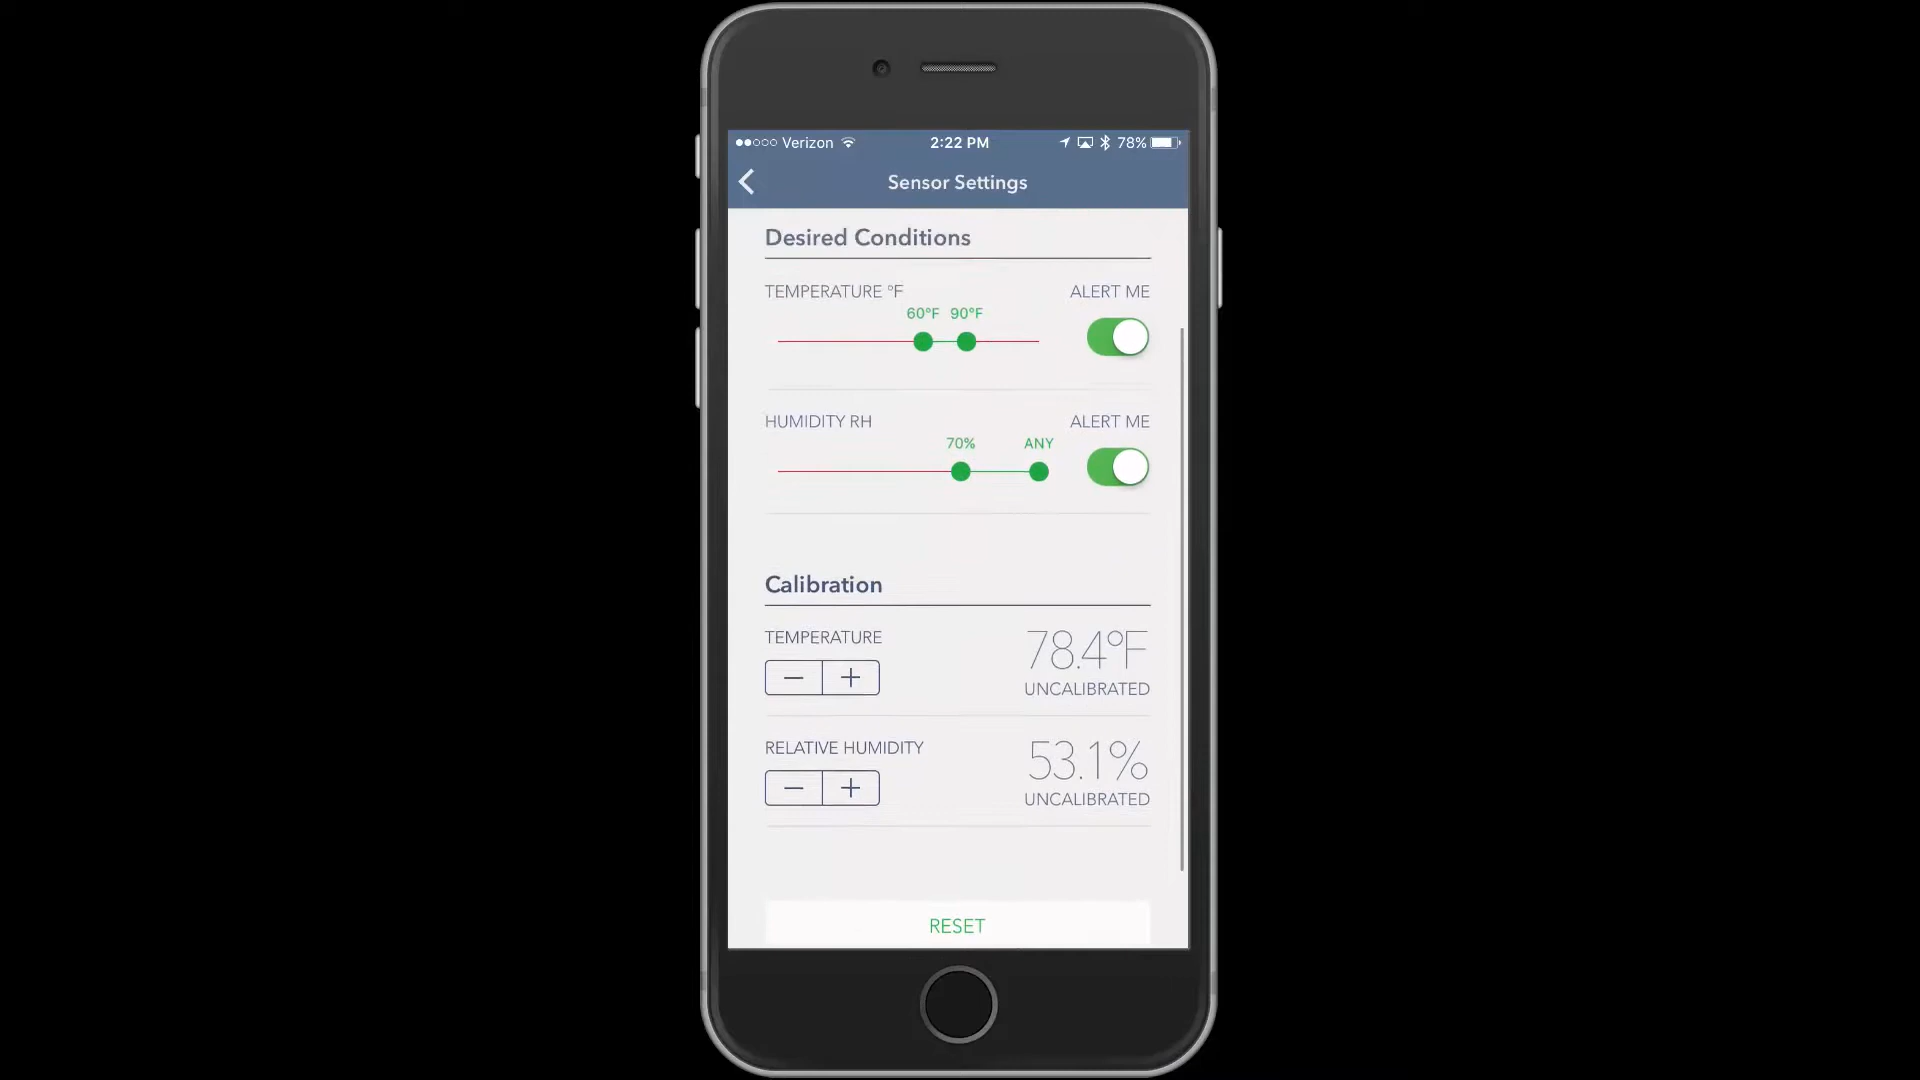 Verizon 2:22 PM 78%
Sensor Settings
Desired Conditions
TEMPERATURE °F ALERT ME
60°F 90°F
HUMIDITY RH ALERT ME
70% ANY
Calibration
TEMPERATURE 78.4°F
− + UNCALIBRATED
RELATIVE HUMIDITY 53.1%
− + UNCALIBRATED
RESET